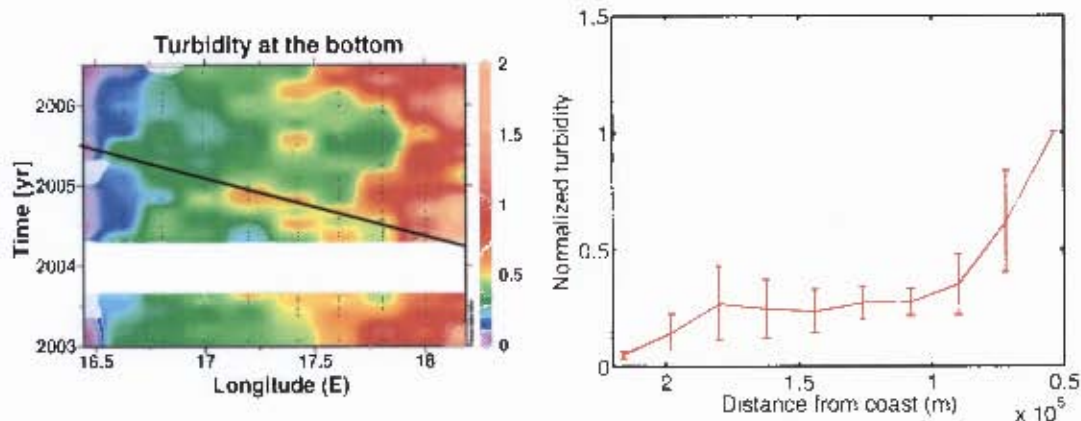 Turbidity at the bottom
Time [yr]
2006
2005
2004
2003
16.5 17 17.5 18
Longitude (E)
2
1.5
1
0.5
0
Normalized turbidity
1.5
1
0.5
0
2 1.5 1 0.5
Distance from coast (m)
x 10^5